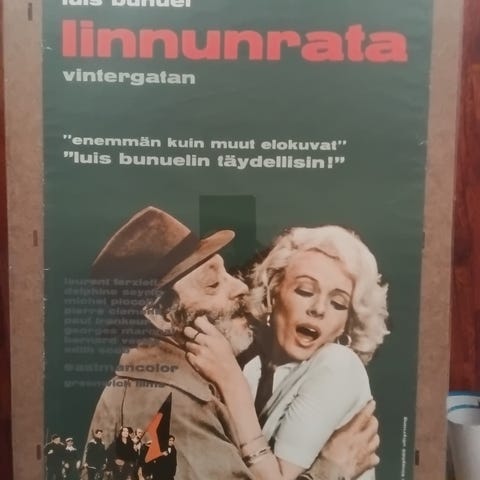 luis bunuel
linnunrata
vintergatan
"enemmän kuin muut elokuvat"
"luis bunuelin täydellisin!"
laurent terzieff
delphine seyrig
michel piccoli
pierre clementi
paul frankeur
georges marchal
bernard verley
edith scob
eastmancolor
greenwich films